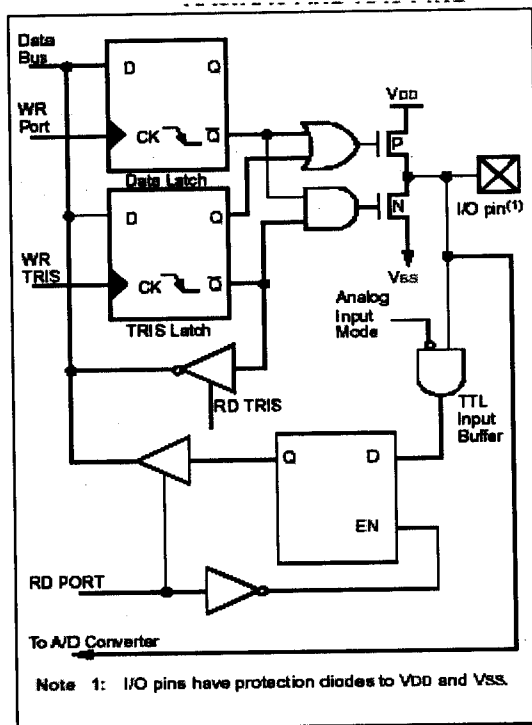 Data
Bus
D
Q
WR
Port
CK
Q
Data Latch
VDD
P
D
Q
N
I/O pin(1)
WR
TRIS
CK
Q
VSS
TRIS Latch
Analog
Input
Mode
RD TRIS
TTL
Input
Buffer
Q
D
EN
RD PORT
To A/D Converter
Note 1: I/O pins have protection diodes to VDD and VSS.